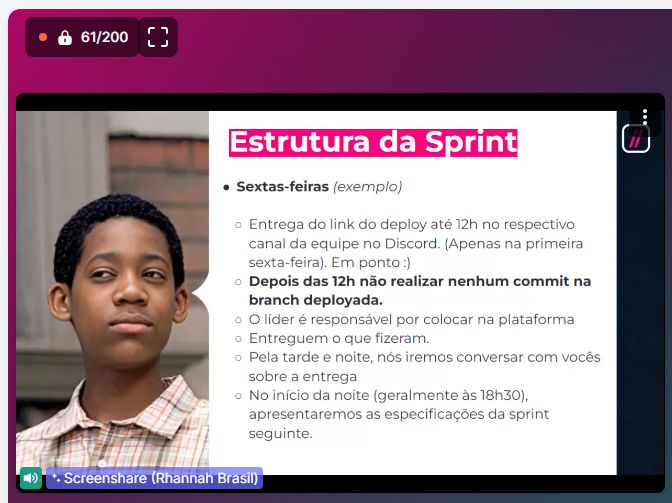 61/200
Estrutura da Sprint
● Sextas-feiras (exemplo)
○ Entrega do link do deploy até 12h no respectivo
canal da equipe no Discord. (Apenas na primeira
sexta-feira). Em ponto :)
○ Depois das 12h não realizar nenhum commit na
branch deployada.
○ O líder é responsável por colocar na plataforma
○ Entreguem o que fizeram.
○ Pela tarde e noite, nós iremos conversar com vocês
sobre a entrega
○ No início da noite (geralmente às 18h30),
apresentaremos as especificações da sprint
seguinte.
Screenshare (Rhannah Brasil)